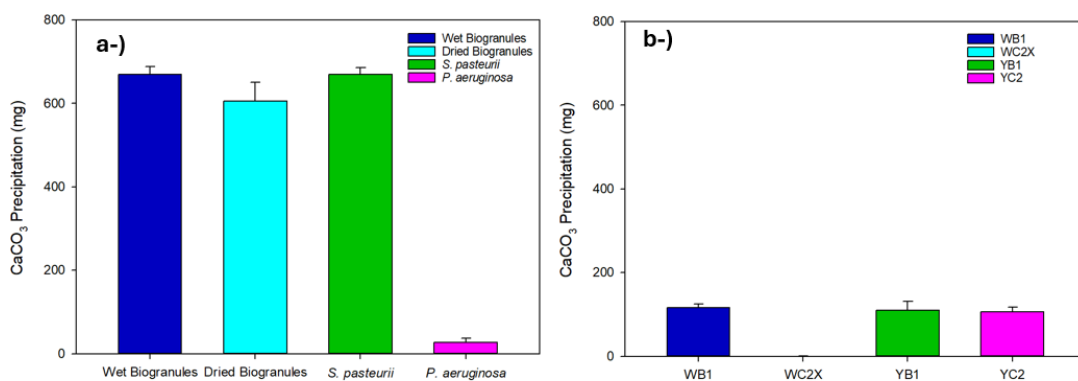 a-)
Wet Biogranules
Dried Biogranules
S. pasteurii
P. aeruginosa
CaCO₃ Precipitation (mg)
800
600
400
200
0
Wet Biogranules Dried Biogranules S. pasteurii P. aeruginosa
b-)
WB1
WC2X
YB1
YC2
CaCO₃ Precipitation (mg)
800
600
400
200
0
WB1 WC2X YB1 YC2